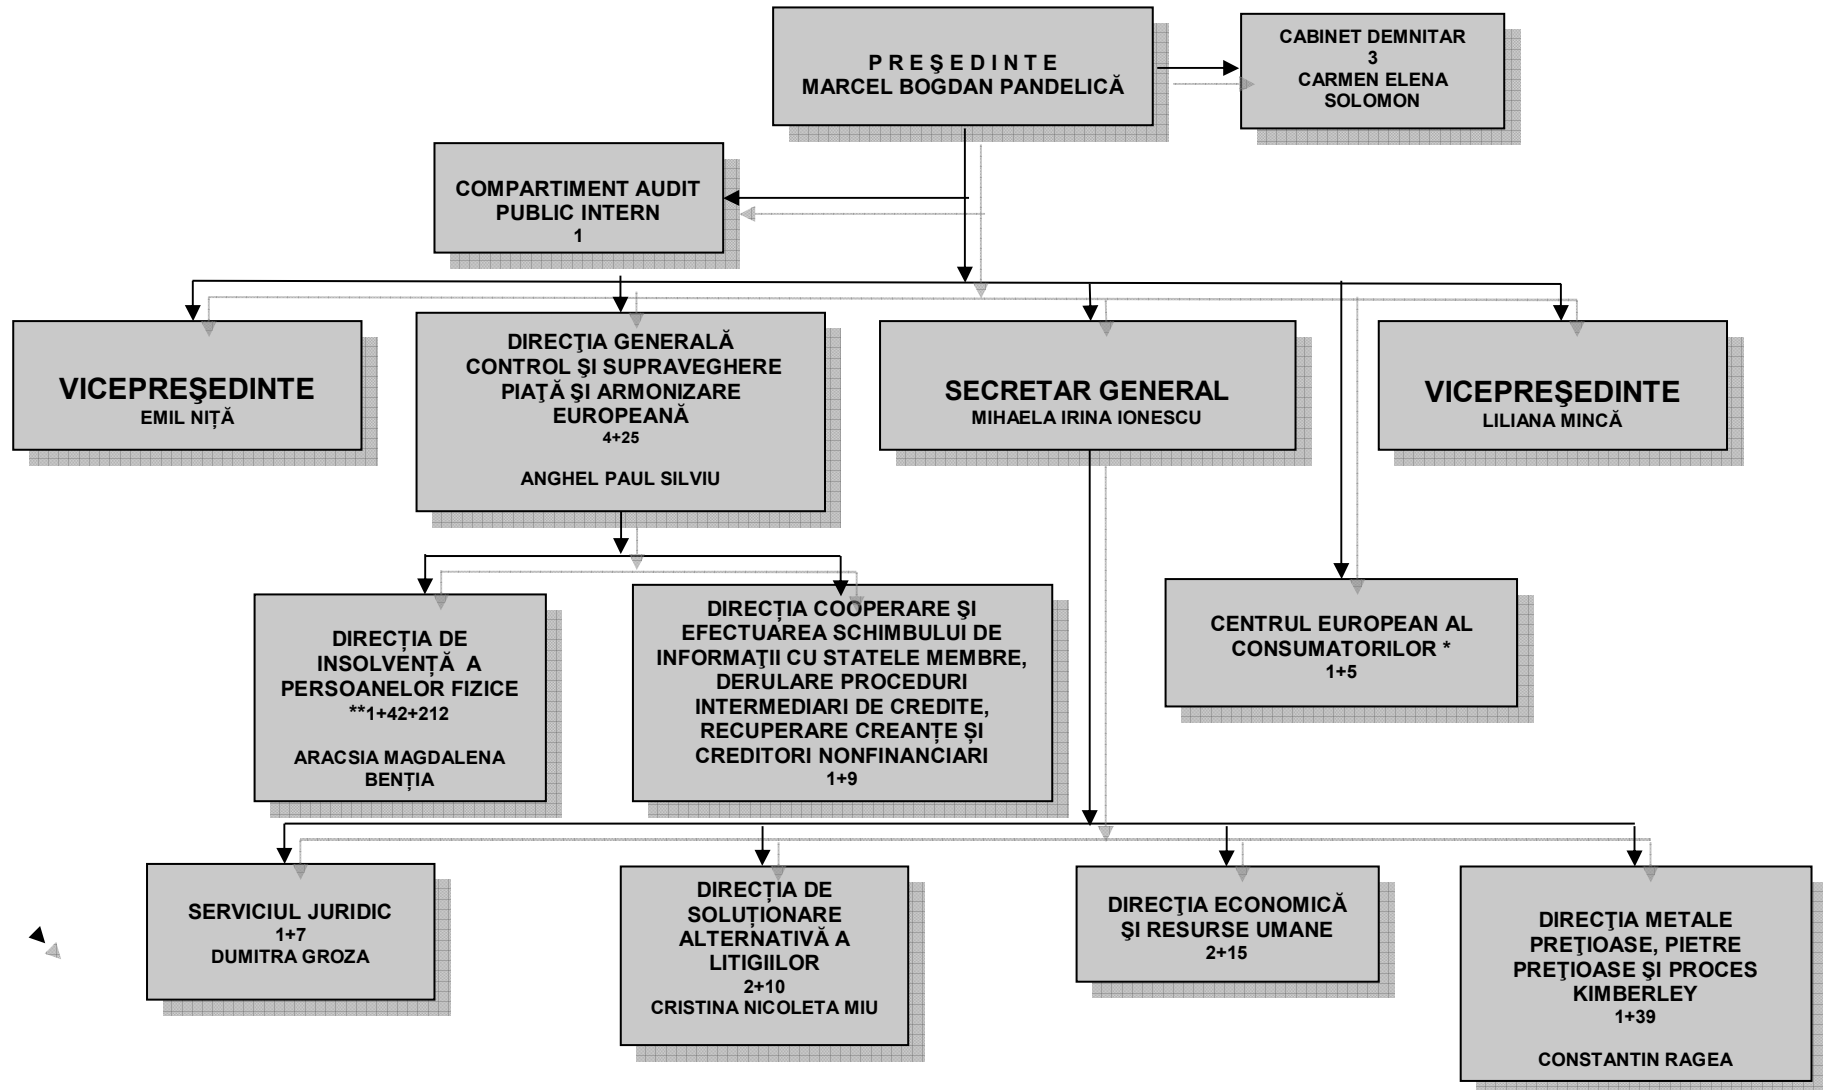 P R E Ş E D I N T E
MARCEL BOGDAN PANDELICĂ
CABINET DEMNITAR
3
CARMEN ELENA
SOLOMON
COMPARTIMENT AUDIT
PUBLIC INTERN
1
VICEPREŞEDINTE
EMIL NIȚĂ
DIRECŢIA GENERALĂ
CONTROL ŞI SUPRAVEGHERE
PIAŢĂ ŞI ARMONIZARE
EUROPEANĂ
4+25
ANGHEL PAUL SILVIU
SECRETAR GENERAL
MIHAELA IRINA IONESCU
VICEPREŞEDINTE
LILIANA MINCĂ
DIRECȚIA DE
INSOLVENȚĂ A
PERSOANELOR FIZICE
**1+42+212
ARACSIA MAGDALENA
BENȚIA
DIRECȚIA COOPERARE ŞI
EFECTUAREA SCHIMBULUI DE
INFORMAŢII CU STATELE MEMBRE,
DERULARE PROCEDURI
INTERMEDIARI DE CREDITE,
RECUPERARE CREANȚE ȘI
CREDITORI NONFINANCIARI
1+9
CENTRUL EUROPEAN AL
CONSUMATORILOR *
1+5
SERVICIUL JURIDIC
1+7
DUMITRA GROZA
DIRECȚIA DE
SOLUȚIONARE
ALTERNATIVĂ A
LITIGIILOR
2+10
CRISTINA NICOLETA MIU
DIRECŢIA ECONOMICĂ
ŞI RESURSE UMANE
2+15
DIRECŢIA METALE
PREŢIOASE, PIETRE
PREŢIOASE ŞI PROCES
KIMBERLEY
1+39
CONSTANTIN RAGEA